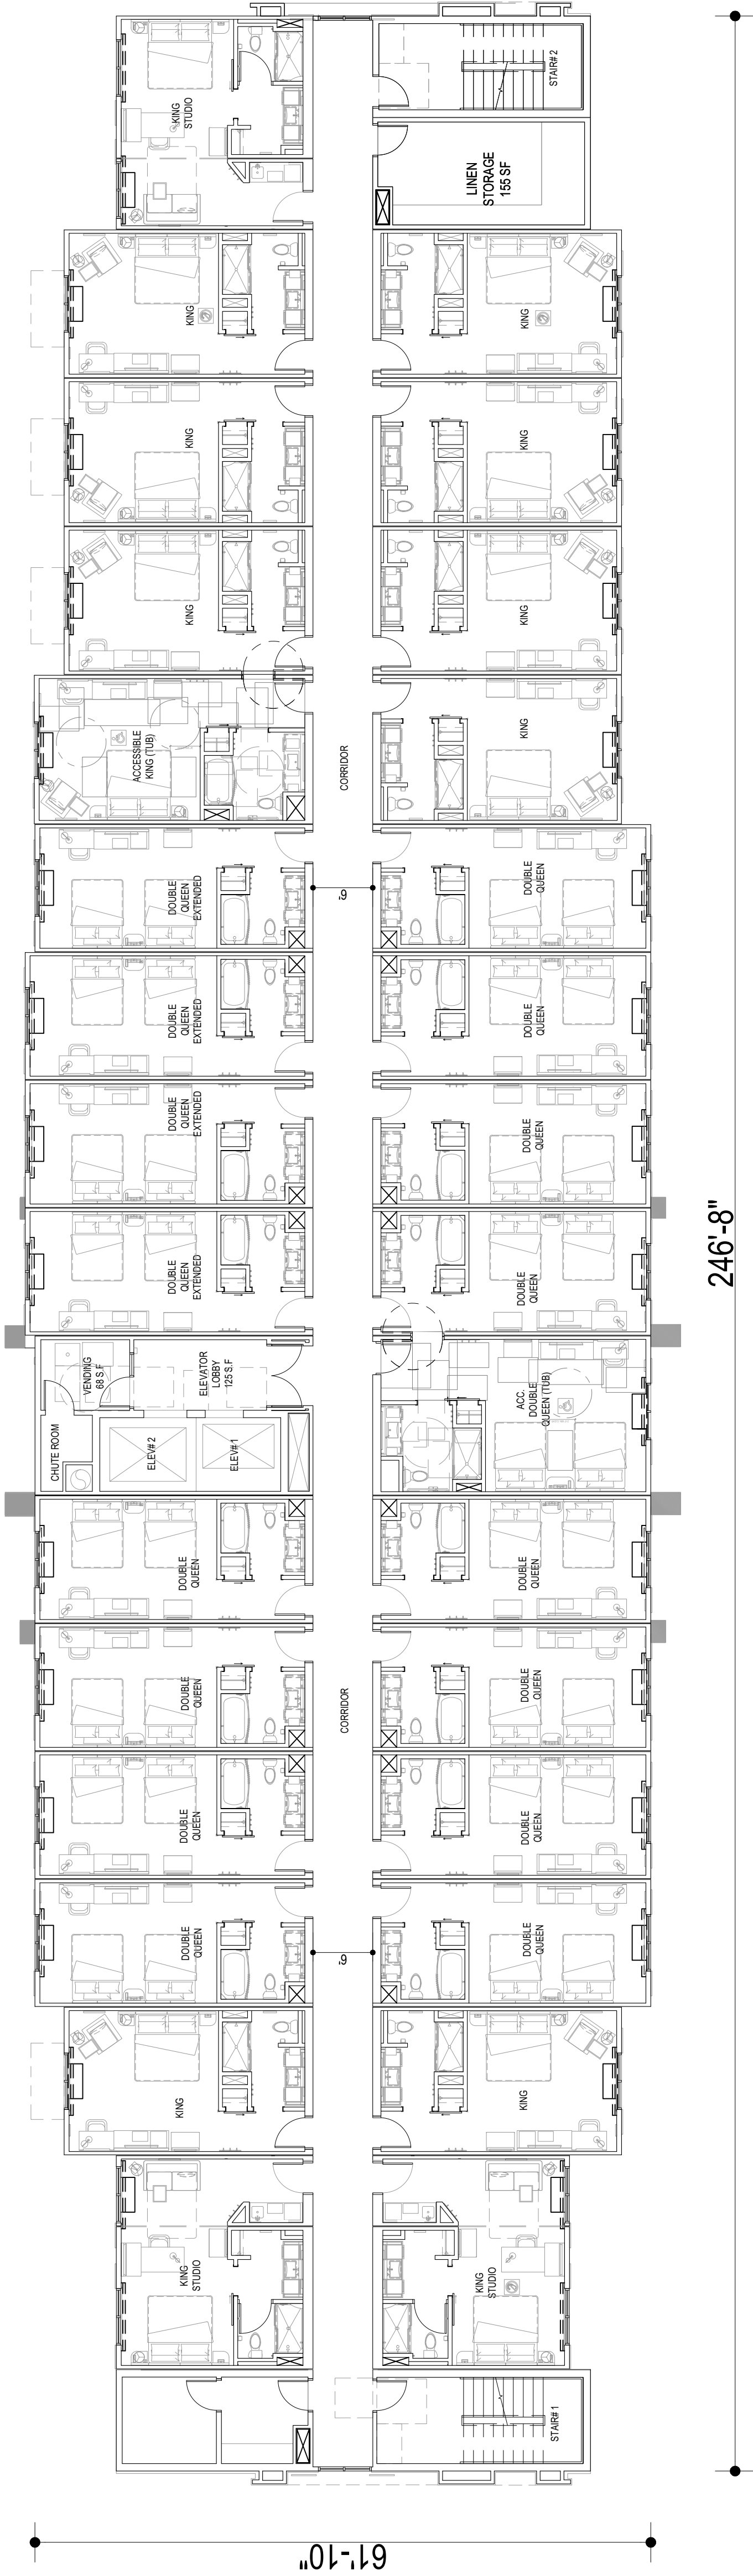 STAIR# 2
KING
STUDIO
LINEN
STORAGE
155 SF
KING
KING
KING
KING
KING
KING
ACCESSIBLE
KING (TUB)
CORRIDOR
KING
DOUBLE
QUEEN
EXTENDED
6'
DOUBLE
QUEEN
DOUBLE
QUEEN
EXTENDED
DOUBLE
QUEEN
DOUBLE
QUEEN
EXTENDED
DOUBLE
QUEEN
DOUBLE
QUEEN
EXTENDED
DOUBLE
QUEEN
246'-8"
VENDING
68 S.F
ELEVATOR
LOBBY
125 S.F
CHUTE ROOM
ELEV# 2
ELEV# 1
ACC.
DOUBLE
QUEEN (TUB)
DOUBLE
QUEEN
DOUBLE
QUEEN
DOUBLE
QUEEN
CORRIDOR
DOUBLE
QUEEN
DOUBLE
QUEEN
DOUBLE
QUEEN
DOUBLE
QUEEN
6'
DOUBLE
QUEEN
KING
KING
KING
STUDIO
KING
STUDIO
STAIR# 1
61'-10"